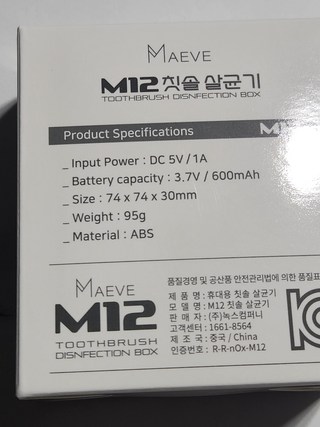 MAEVE
M12 칫솔 살균기
TOOTHBRUSH DISNFECTION BOX
Product Specifications M12
_ Input Power : DC 5V / 1A
_ Battery capacity : 3.7V / 600mAh
_ Size : 74 x 74 x 30mm
_ Weight : 95g
_ Material : ABS
MAEVE
M12
TOOTHBRUSH
DISNFECTION BOX
품질경영 및 공산품 안전관리법에 의한 품질표
제 품 명 : 휴대용 칫솔 살균기
모 델 명 : M12 칫솔 살균기
판 매 자 : (주)녹스컴퍼니
고객센터 : 1661-8564
제 조 국 : 중국 / China
인증번호 : R-R-nOx-M12